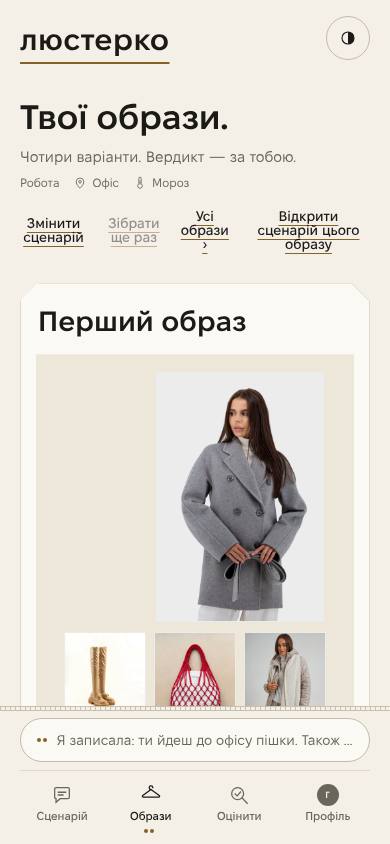 люстерко
Твої образи.
Чотири варіанти. Вердикт — за тобою.
Робота Офіс Мороз
Змінити сценарій
Зібрати ще раз
Усі образи ›
Відкрити сценарій цього образу
Перший образ
Я записала: ти йдеш до офісу пішки. Також ...
Сценарій Образи Оцінити Г Профіль